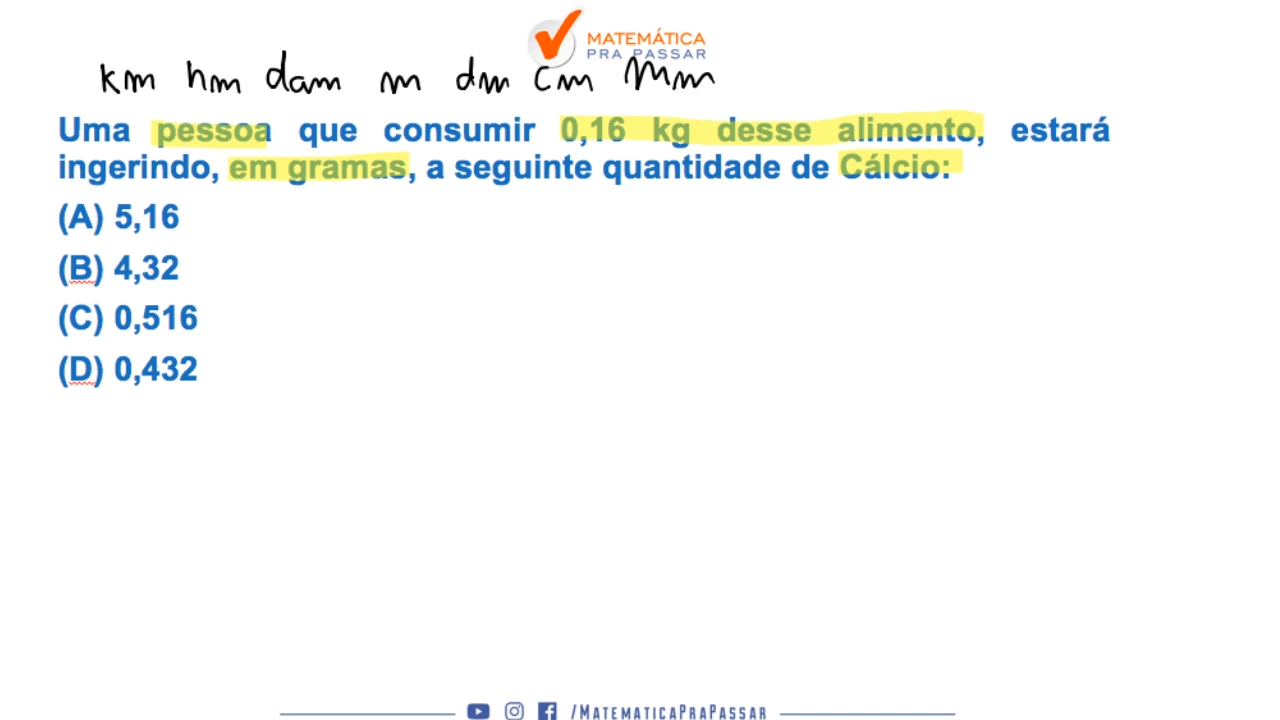 MATEMÁTICA
PRA PASSAR
km hm dam m dm cm Mm
Uma pessoa que consumir 0,16 kg desse alimento, estará
ingerindo, em gramas, a seguinte quantidade de Cálcio:
(A) 5,16
(B) 4,32
(C) 0,516
(D) 0,432
/MATEMATICAPRAPASSAR